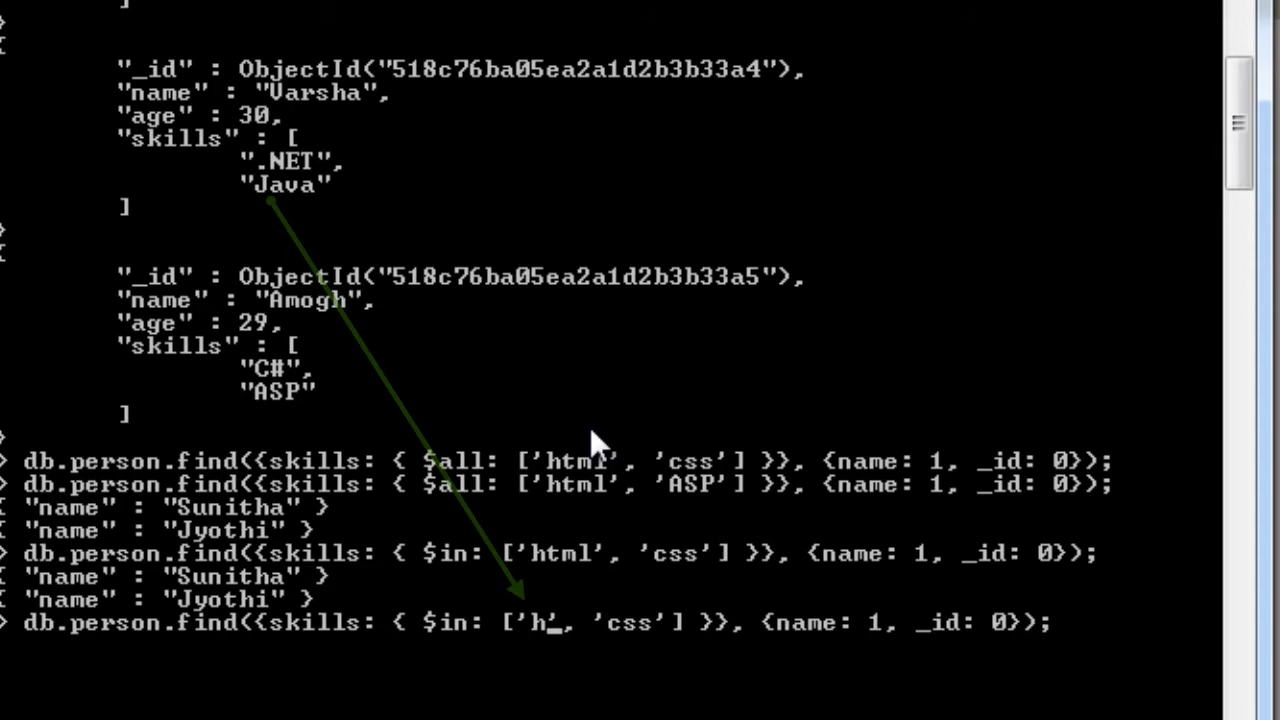 ]
>
{
"_id" : ObjectId("518c76ba05ea2a1d2b3b33a4"),
"name" : "Varsha",
"age" : 30,
"skills" : [
".NET",
"Java"
]
>
{
"_id" : ObjectId("518c76ba05ea2a1d2b3b33a5"),
"name" : "Amogh",
"age" : 29,
"skills" : [
"C#",
"ASP"
]
>
> db.person.find({skills: { $all: ['html', 'css'] }}, {name: 1, _id: 0});
> db.person.find({skills: { $all: ['html', 'ASP'] }}, {name: 1, _id: 0});
{ "name" : "Sunitha" }
{ "name" : "Jyothi" }
> db.person.find({skills: { $in: ['html', 'css'] }}, {name: 1, _id: 0});
{ "name" : "Sunitha" }
{ "name" : "Jyothi" }
> db.person.find({skills: { $in: ['h', 'css'] }}, {name: 1, _id: 0});